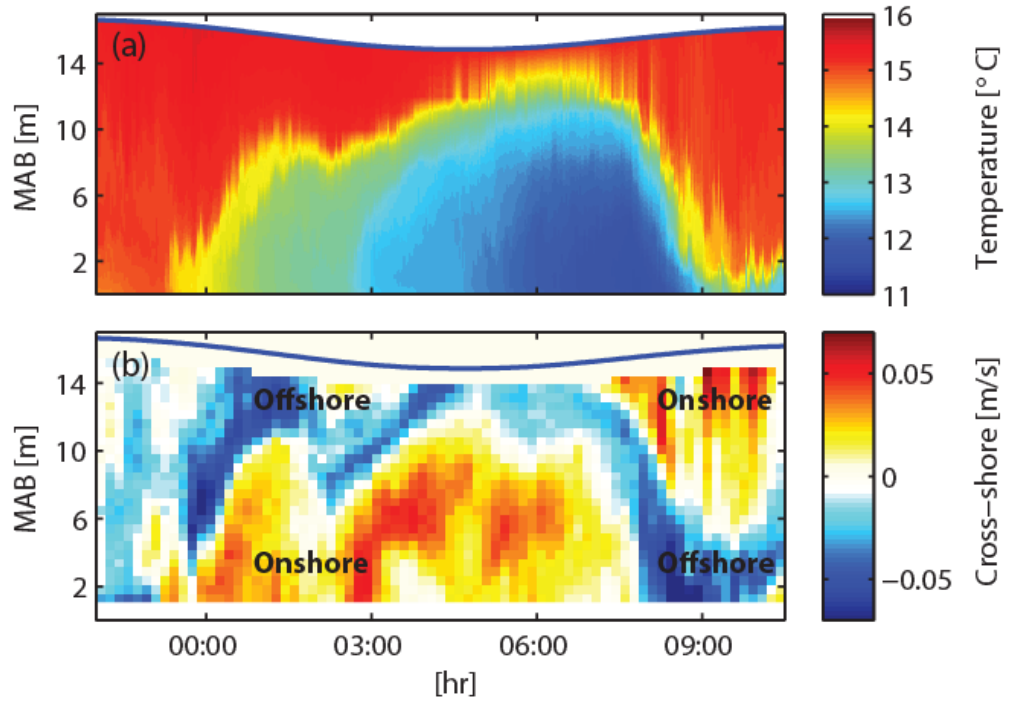 (a)
MAB [m]
14
10
6
2
16
15
14
13
12
11
Temperature [° C]
(b)
MAB [m]
14
10
6
2
Offshore
Onshore
Onshore
Offshore
0.05
0
−0.05
Cross−shore [m/s]
00:00 03:00 06:00 09:00
[hr]